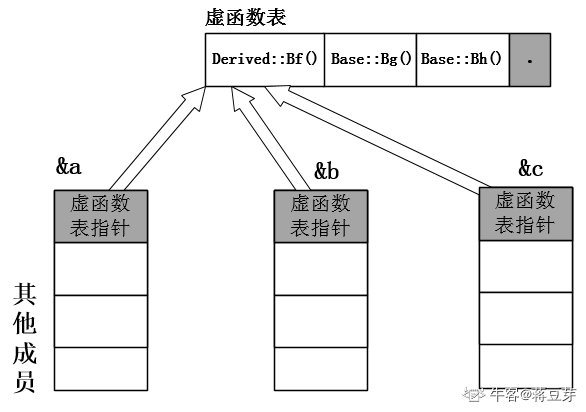 虚函数表
Derived::Bf()
Base::Bg()
Base::Bh()
.
&a
&b
&c
虚函数
表指针
虚函数
表指针
虚函数
表指针
其他成员
牛客@蒋豆芽